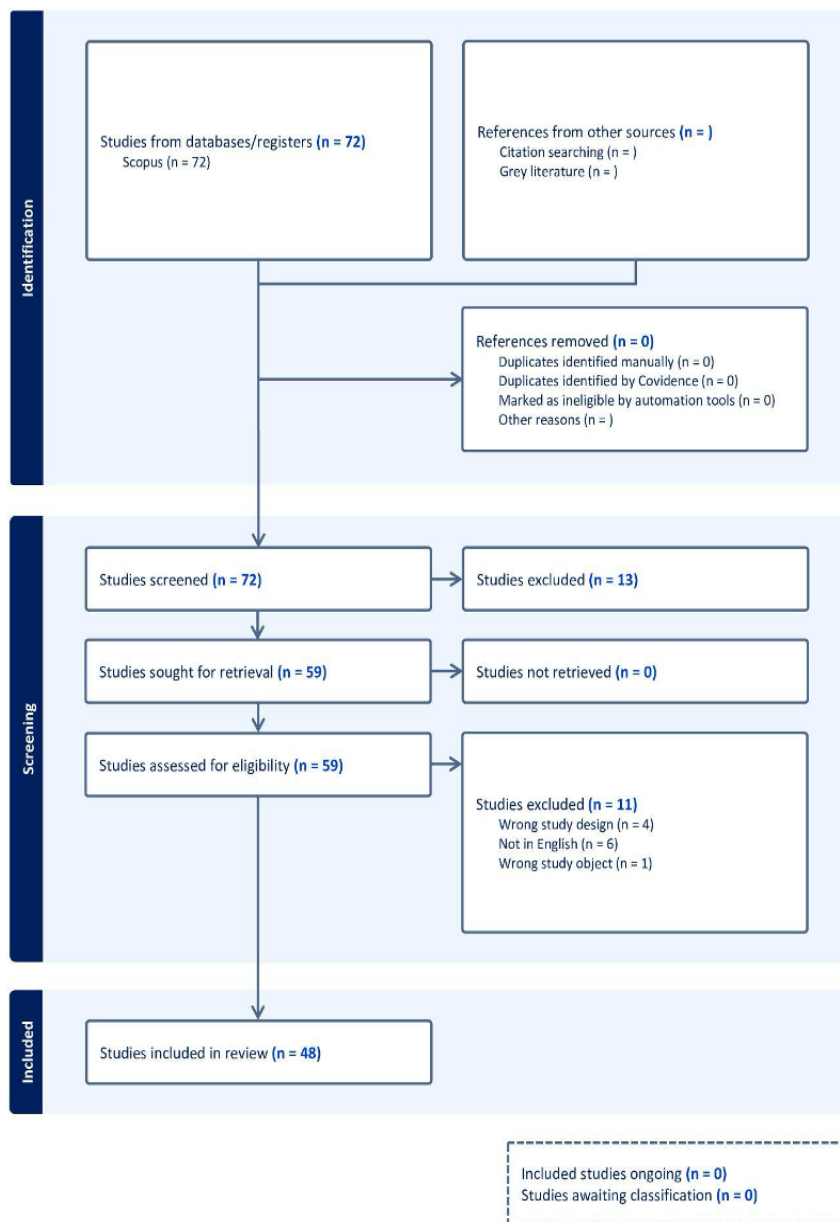 Identification
Studies from databases/registers (n = 72)
Scopus (n = 72)
References from other sources (n = )
Citation searching (n = )
Grey literature (n = )
References removed (n = 0)
Duplicates identified manually (n = 0)
Duplicates identified by Covidence (n = 0)
Marked as ineligible by automation tools (n = 0)
Other reasons (n = )
Screening
Studies screened (n = 72)
Studies excluded (n = 13)
Studies sought for retrieval (n = 59)
Studies not retrieved (n = 0)
Studies assessed for eligibility (n = 59)
Studies excluded (n = 11)
Wrong study design (n = 4)
Not in English (n = 6)
Wrong study object (n = 1)
Included
Studies included in review (n = 48)
Included studies ongoing (n = 0)
Studies awaiting classification (n = 0)